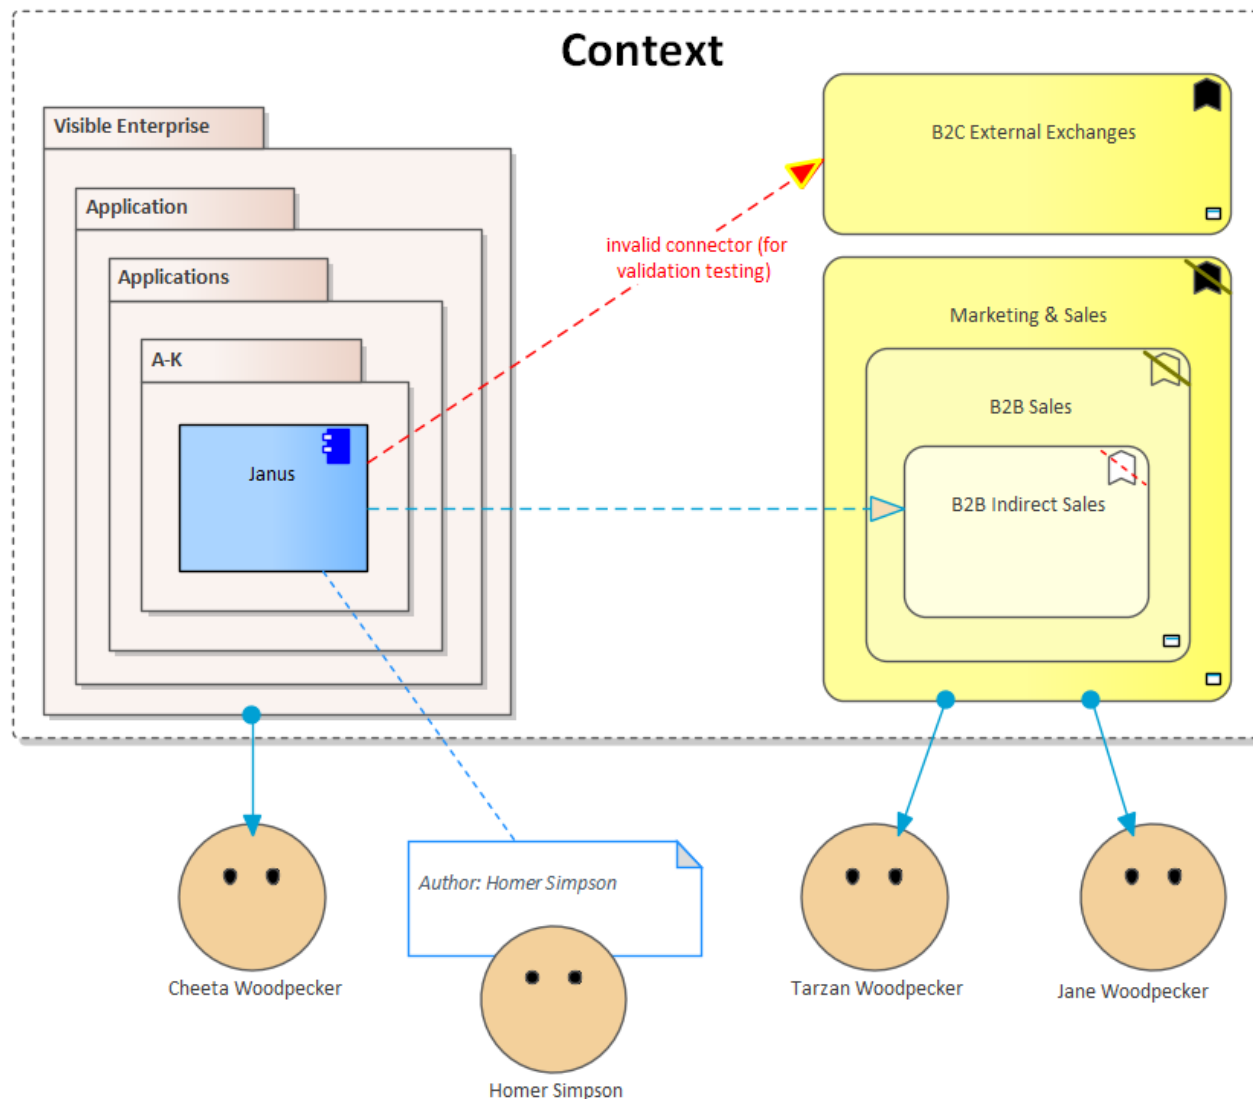 Context
Visible Enterprise
Application
Applications
A-K
Janus
invalid connector (for
validation testing)
B2C External Exchanges
Marketing & Sales
B2B Sales
B2B Indirect Sales
Author: Homer Simpson
Cheeta Woodpecker
Homer Simpson
Tarzan Woodpecker
Jane Woodpecker